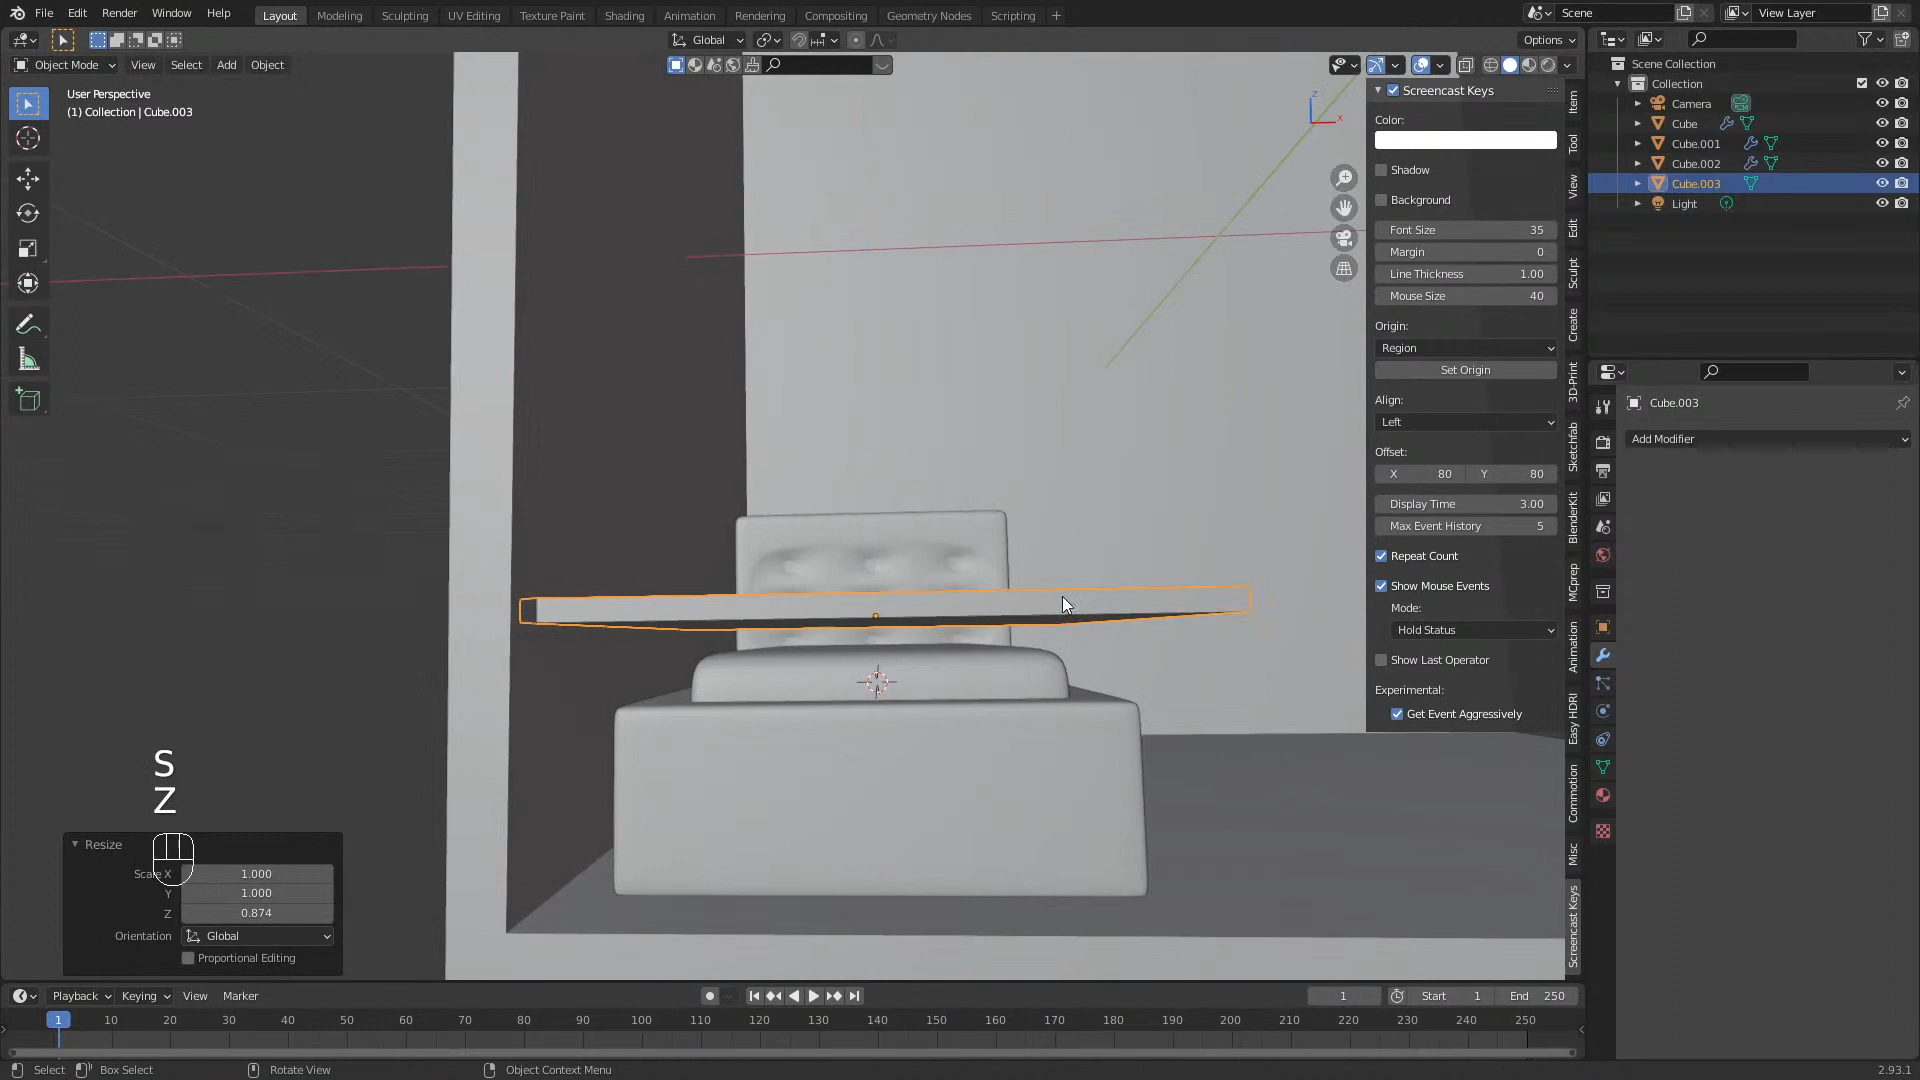 File Edit Render Window Help Layout Modeling Sculpting UV Editing Texture Paint Shading Animation Rendering Compositing Geometry Nodes Scripting + Scene View Layer
Global Options
Object Mode View Select Add Object
User Perspective
(1) Collection | Cube.003
Z
X
Screencast Keys
Color:
Shadow
Background
Font Size 35
Margin 0
Line Thickness 1.00
Mouse Size 40
Origin:
Region
Set Origin
Align:
Left
Offset:
X 80 Y 80
Display Time 3.00
Max Event History 5
Repeat Count
Show Mouse Events
Mode:
Hold Status
Show Last Operator
Experimental:
Get Event Aggressively
Item
Tool
View
Edit
Sculpt
Create
3D-Print
Sketchfab
BlenderKit
MCprep
Animation
Easy HDRI
Commotion
Misc
Screencast Keys
Scene Collection
Collection
Camera
Cube
Cube.001
Cube.002
Cube.003
Light
Cube.003
Add Modifier
S
Z
Resize
Scale X 1.000
Y 1.000
Z 0.874
Orientation Global
Proportional Editing
Playback Keying View Marker 1 Start 1 End 250
1 10 20 30 40 50 60 70 80 90 100 110 120 130 140 150 160 170 180 190 200 210 220 230 240 250
Select Box Select Rotate View Object Context Menu 2.93.1